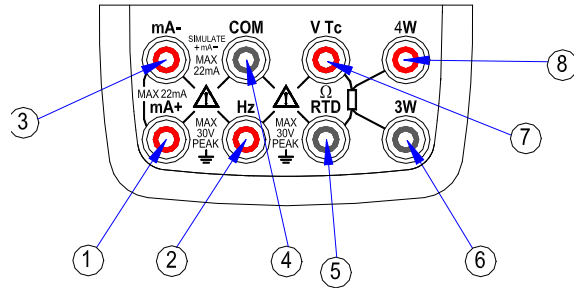 mA- COM V Tc 4W
SIMULATE
+ mA-
MAX
22mA
8
3
MAX 22mA
mA+ Hz Ω
RTD 3W
MAX
30V
PEAK
MAX
30V
PEAK
7
1 2 4 5 6